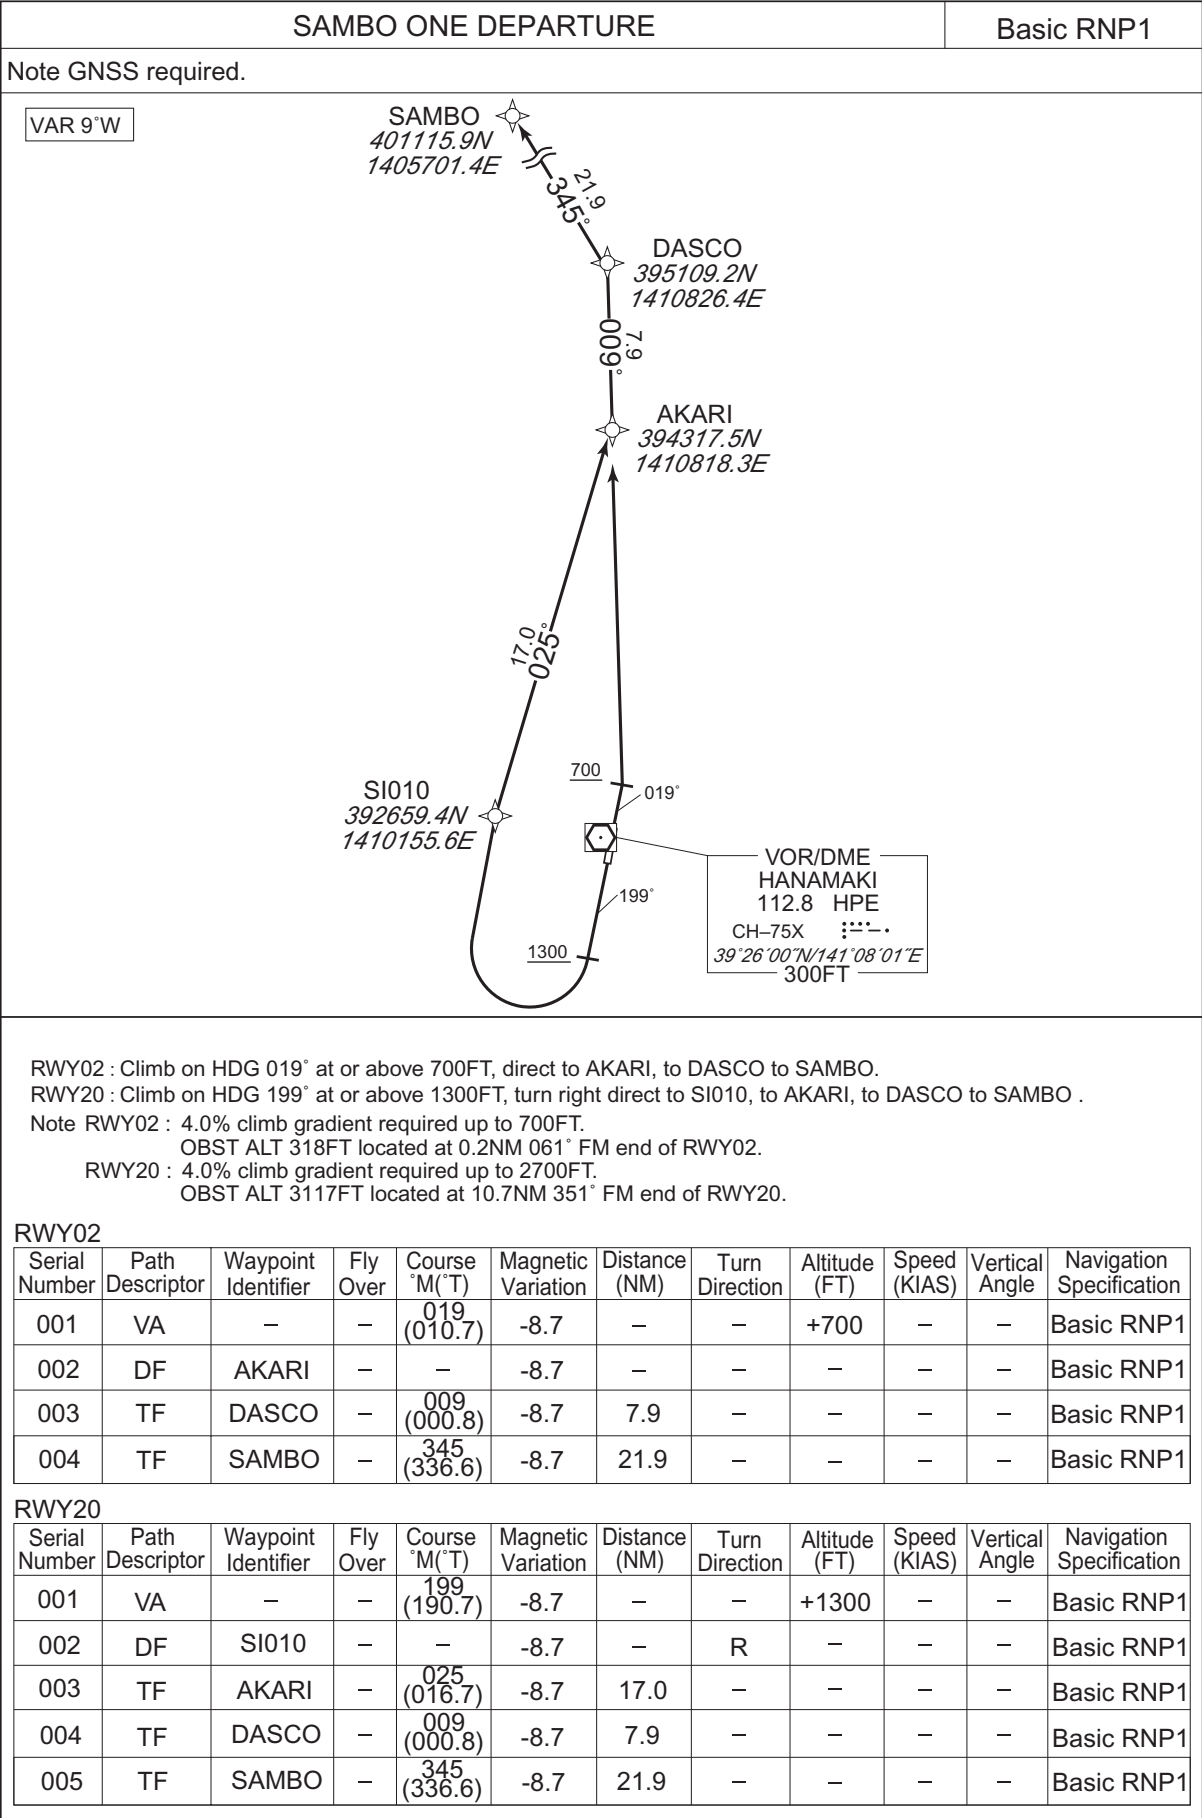 SAMBO ONE DEPARTURE
Basic RNP1
Note GNSS required.
VAR 9˚W
SAMBO
401115.9N
1405701.4E
21.9
345˚
DASCO
395109.2N
1410826.4E
7.9
009˚
AKARI
394317.5N
1410818.3E
17.0
025˚
SI010
392659.4N
1410155.6E
700
019˚
VOR/DME
HANAMAKI
112.8 HPE
CH–75X
39˚26´00˝N/141˚08´01˝E
300FT
199˚
1300
RWY02 : Climb on HDG 019˚ at or above 700FT, direct to AKARI, to DASCO to SAMBO.
RWY20 : Climb on HDG 199˚ at or above 1300FT, turn right direct to SI010, to AKARI, to DASCO to SAMBO .
Note RWY02 : 4.0% climb gradient required up to 700FT.
OBST ALT 318FT located at 0.2NM 061˚ FM end of RWY02.
RWY20 : 4.0% climb gradient required up to 2700FT.
OBST ALT 3117FT located at 10.7NM 351˚ FM end of RWY20.
RWY02
Serial Number Path Descriptor Waypoint Identifier Fly Over Course ˚M(˚T) Magnetic Variation Distance (NM) Turn Direction Altitude (FT) Speed (KIAS) Vertical Angle Navigation Specification
001 VA – – 019 (010.7) -8.7 – – +700 – – Basic RNP1
002 DF AKARI – – -8.7 – – – – – Basic RNP1
003 TF DASCO – 009 (000.8) -8.7 7.9 – – – – Basic RNP1
004 TF SAMBO – 345 (336.6) -8.7 21.9 – – – – Basic RNP1
RWY20
Serial Number Path Descriptor Waypoint Identifier Fly Over Course ˚M(˚T) Magnetic Variation Distance (NM) Turn Direction Altitude (FT) Speed (KIAS) Vertical Angle Navigation Specification
001 VA – – 199 (190.7) -8.7 – – +1300 – – Basic RNP1
002 DF SI010 – – -8.7 – R – – – Basic RNP1
003 TF AKARI – 025 (016.7) -8.7 17.0 – – – – Basic RNP1
004 TF DASCO – 009 (000.8) -8.7 7.9 – – – – Basic RNP1
005 TF SAMBO – 345 (336.6) -8.7 21.9 – – – – Basic RNP1